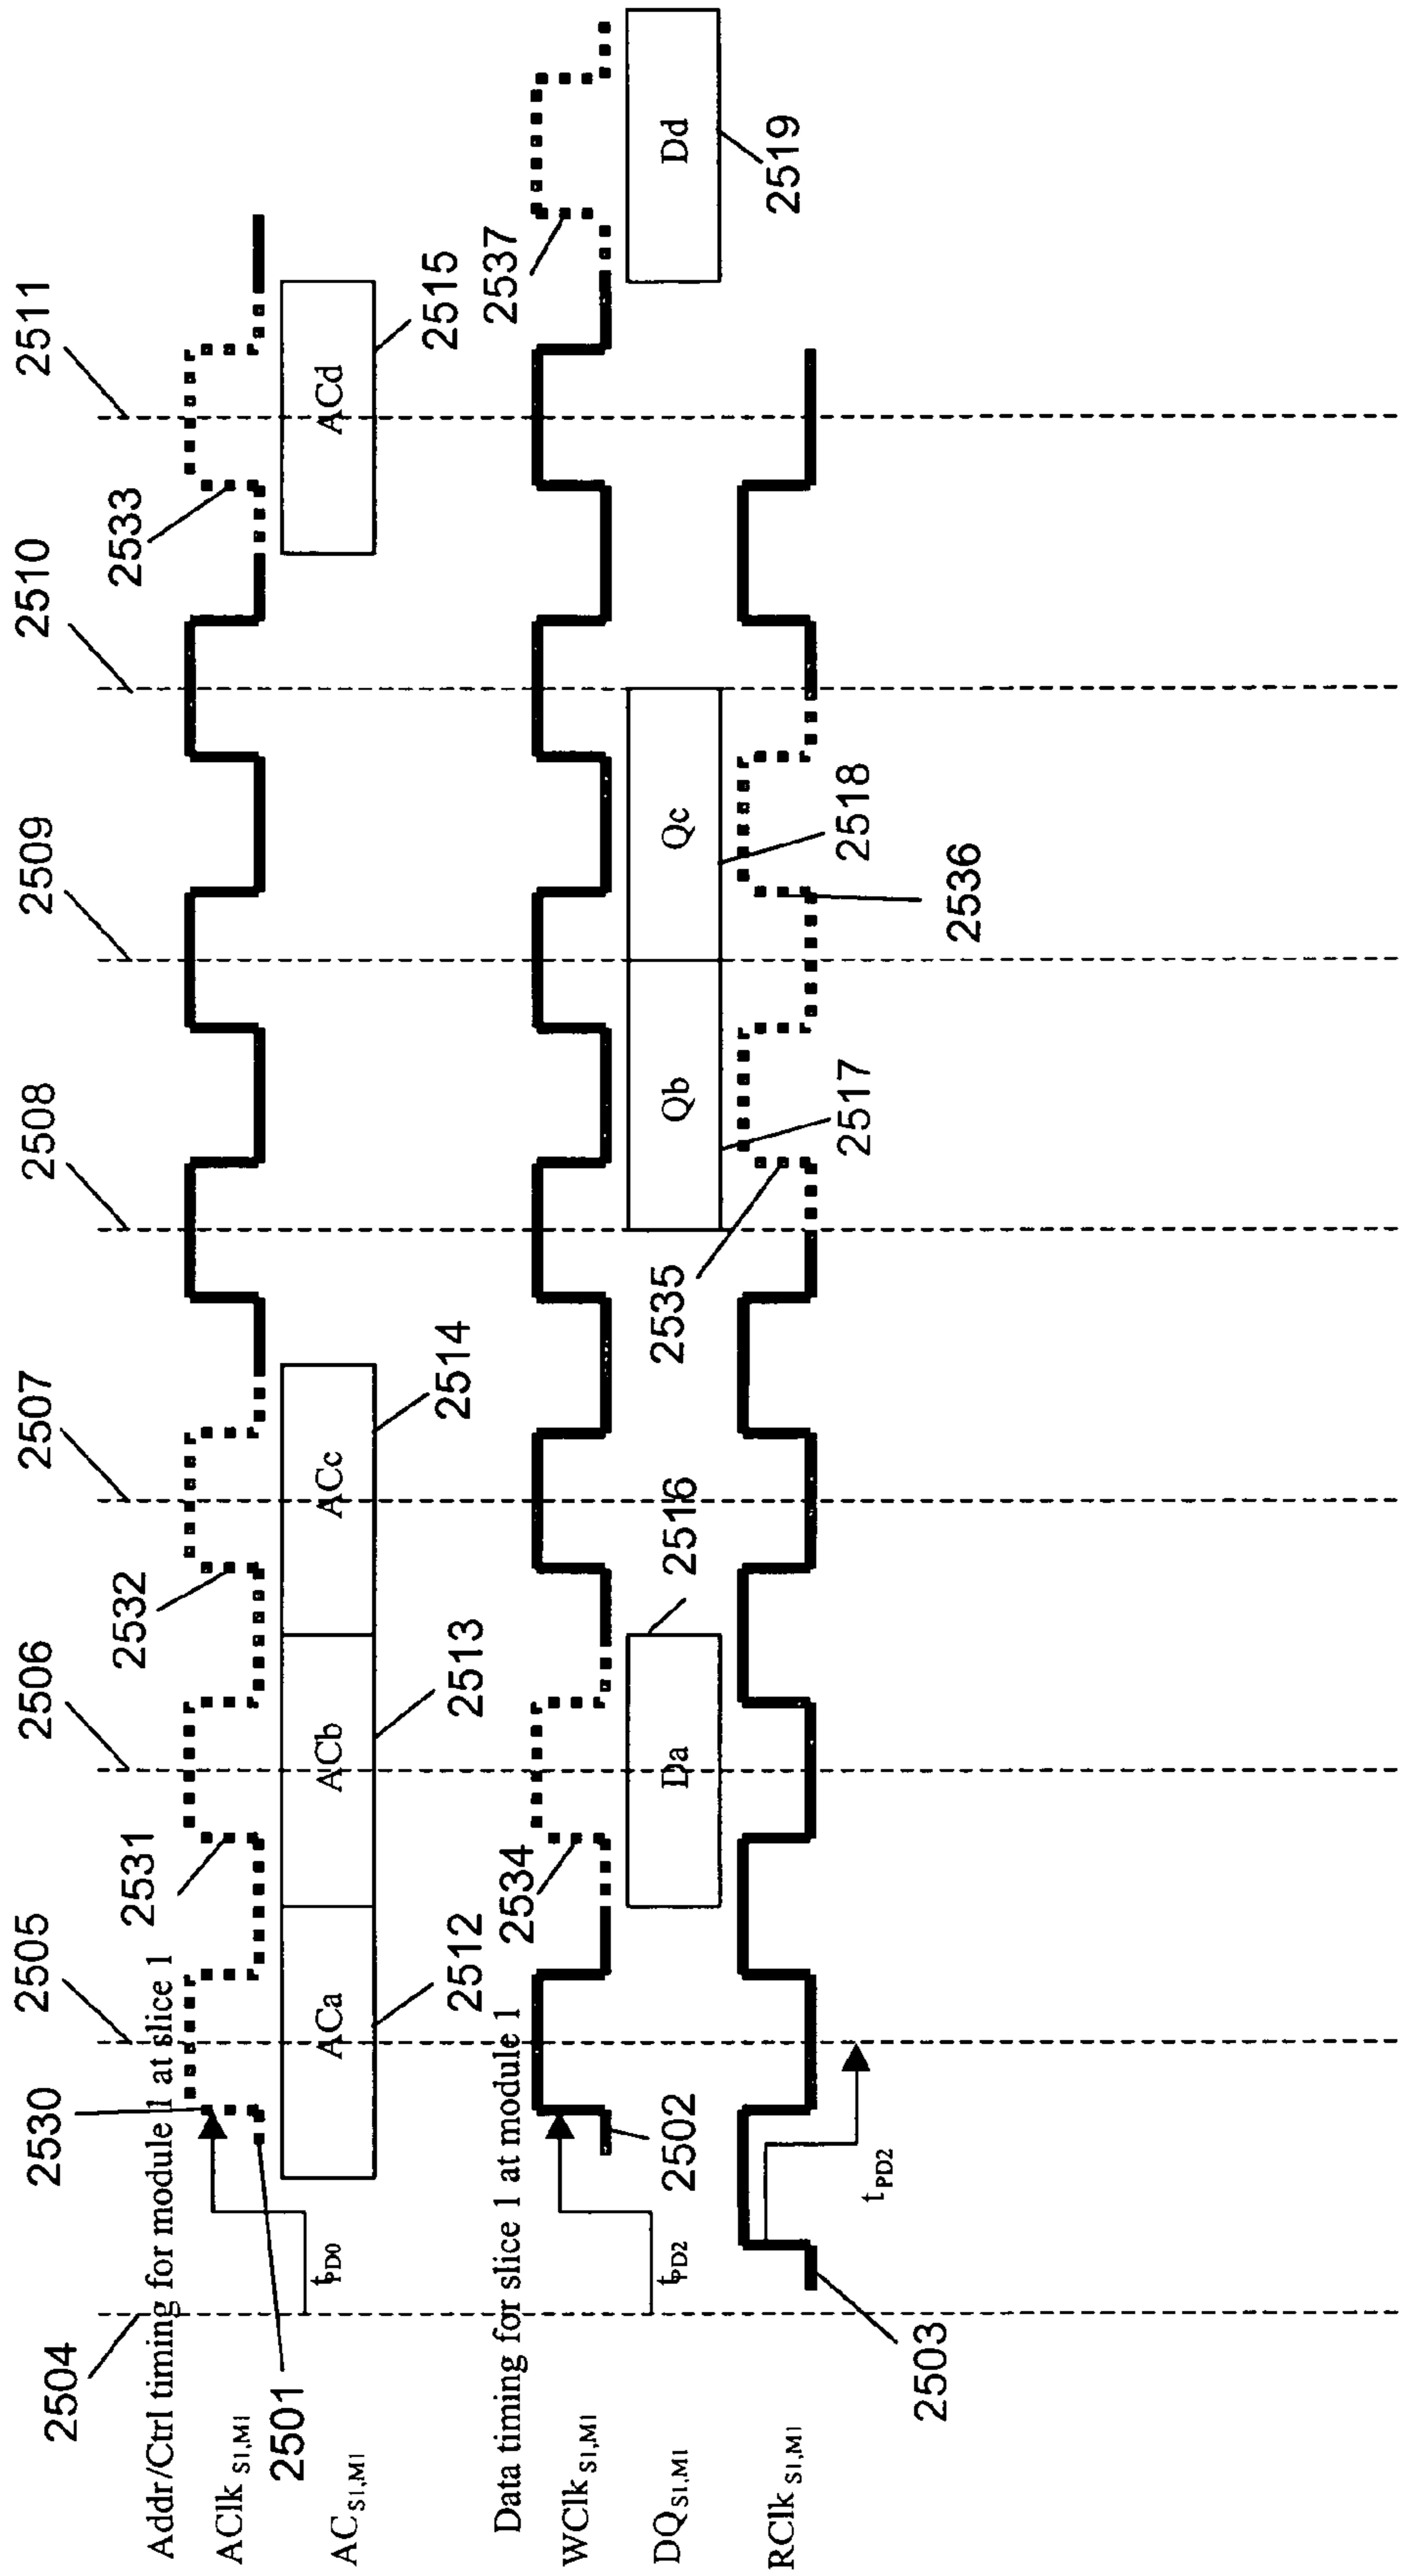 2504
2505
2506
2507
2508
2509
2510
2511
Addr/Ctrl timing for module 1 at slice 1
2530
2531
2532
2533
AClk S1,M1
tPD0
2501
AC S1,M1
ACa
ACb
ACc
ACd
2512
2513
2514
2515
Data timing for slice 1 at module 1
2534
2537
WClk S1,M1
tPD2
2502
2516
2535
DQ S1,M1
Da
Qb
Qc
Dd
2519
RClk S1,M1
2503
tPD2
2517
2518
2536